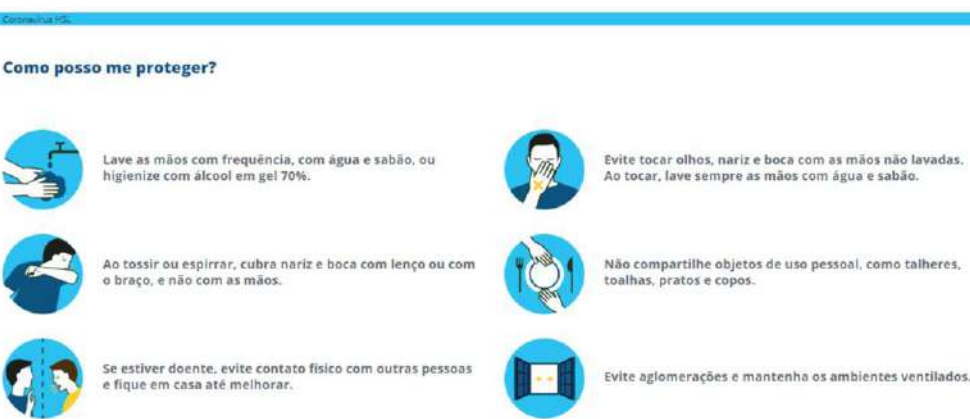 Coronavírus HSL
Como posso me proteger?
Lave as mãos com frequência, com água e sabão, ou
higienize com álcool em gel 70%.
Evite tocar olhos, nariz e boca com as mãos não lavadas.
Ao tocar, lave sempre as mãos com água e sabão.
Ao tossir ou espirrar, cubra nariz e boca com lenço ou com
o braço, e não com as mãos.
Não compartilhe objetos de uso pessoal, como talheres,
toalhas, pratos e copos.
Se estiver doente, evite contato físico com outras pessoas
e fique em casa até melhorar.
Evite aglomerações e mantenha os ambientes ventilados.